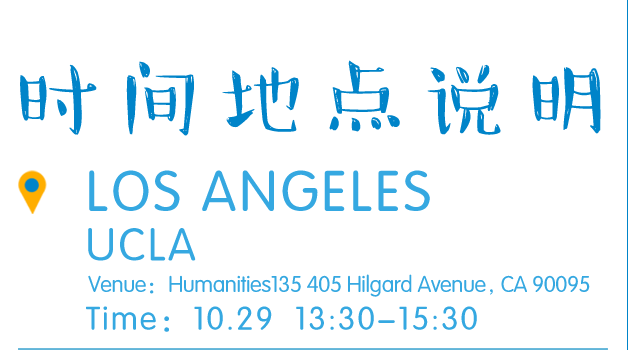 时间地点说明
LOS ANGELES
UCLA
Venue：Humanities135 405 Hilgard Avenue, CA 90095
Time：10.29 13:30-15:30